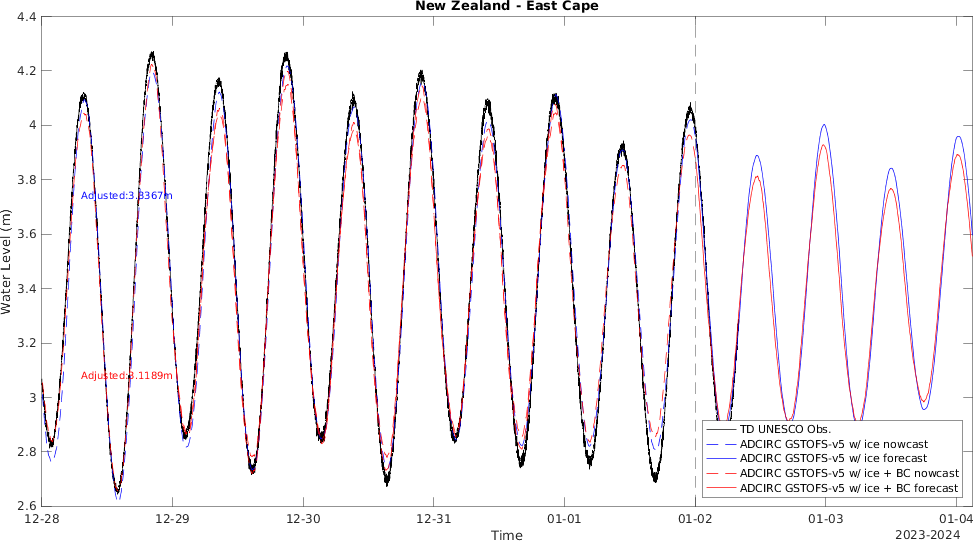 New Zealand - East Cape
4.4
4.2
4
3.8
3.6
3.4
3.2
3
2.8
2.6
Water Level (m)
Adjusted:3.3367m
Adjusted:3.1189m
TD UNESCO Obs.
ADCIRC GSTOFS-v5 w/ ice nowcast
ADCIRC GSTOFS-v5 w/ ice forecast
ADCIRC GSTOFS-v5 w/ ice + BC nowcast
ADCIRC GSTOFS-v5 w/ ice + BC forecast
12-28
12-29
12-30
12-31
01-01
01-02
01-03
01-04
Time
2023-2024